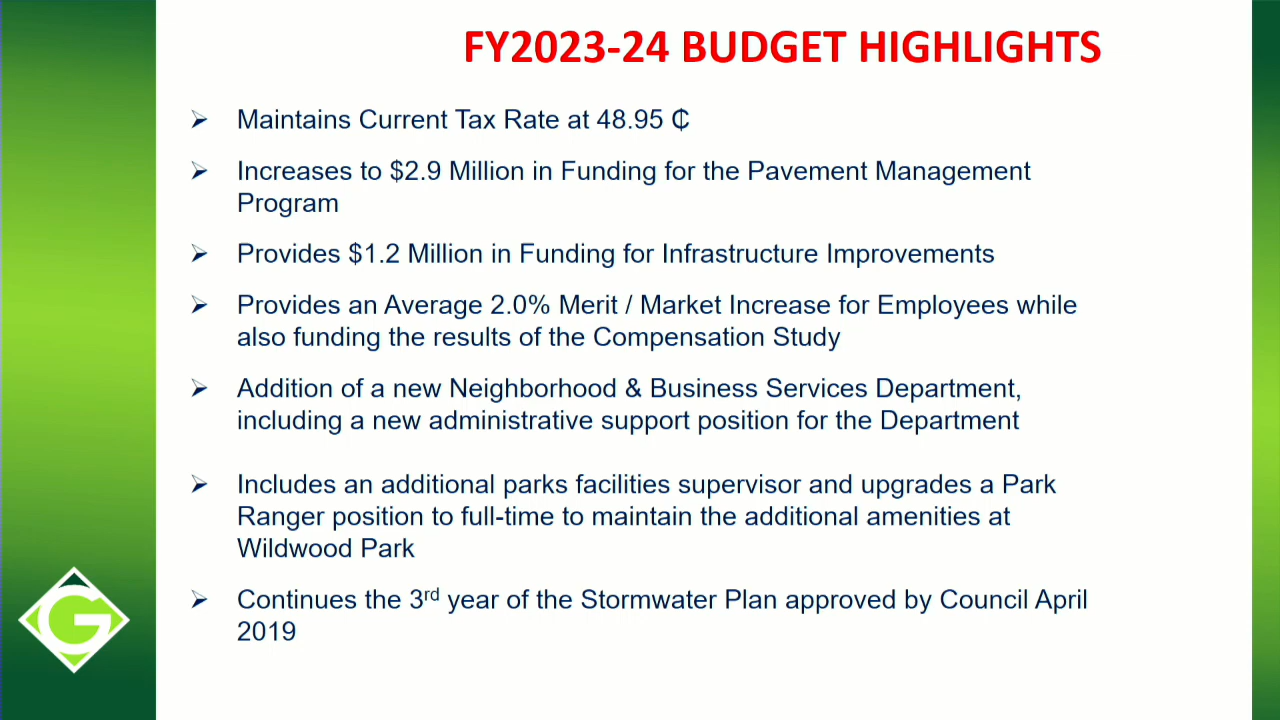 FY2023-24 BUDGET HIGHLIGHTS
➢ Maintains Current Tax Rate at 48.95 ₵
➢ Increases to $2.9 Million in Funding for the Pavement Management
Program
➢ Provides $1.2 Million in Funding for Infrastructure Improvements
➢ Provides an Average 2.0% Merit / Market Increase for Employees while
also funding the results of the Compensation Study
➢ Addition of a new Neighborhood & Business Services Department,
including a new administrative support position for the Department
➢ Includes an additional parks facilities supervisor and upgrades a Park
Ranger position to full-time to maintain the additional amenities at
Wildwood Park
➢ Continues the 3rd year of the Stormwater Plan approved by Council April
2019
G